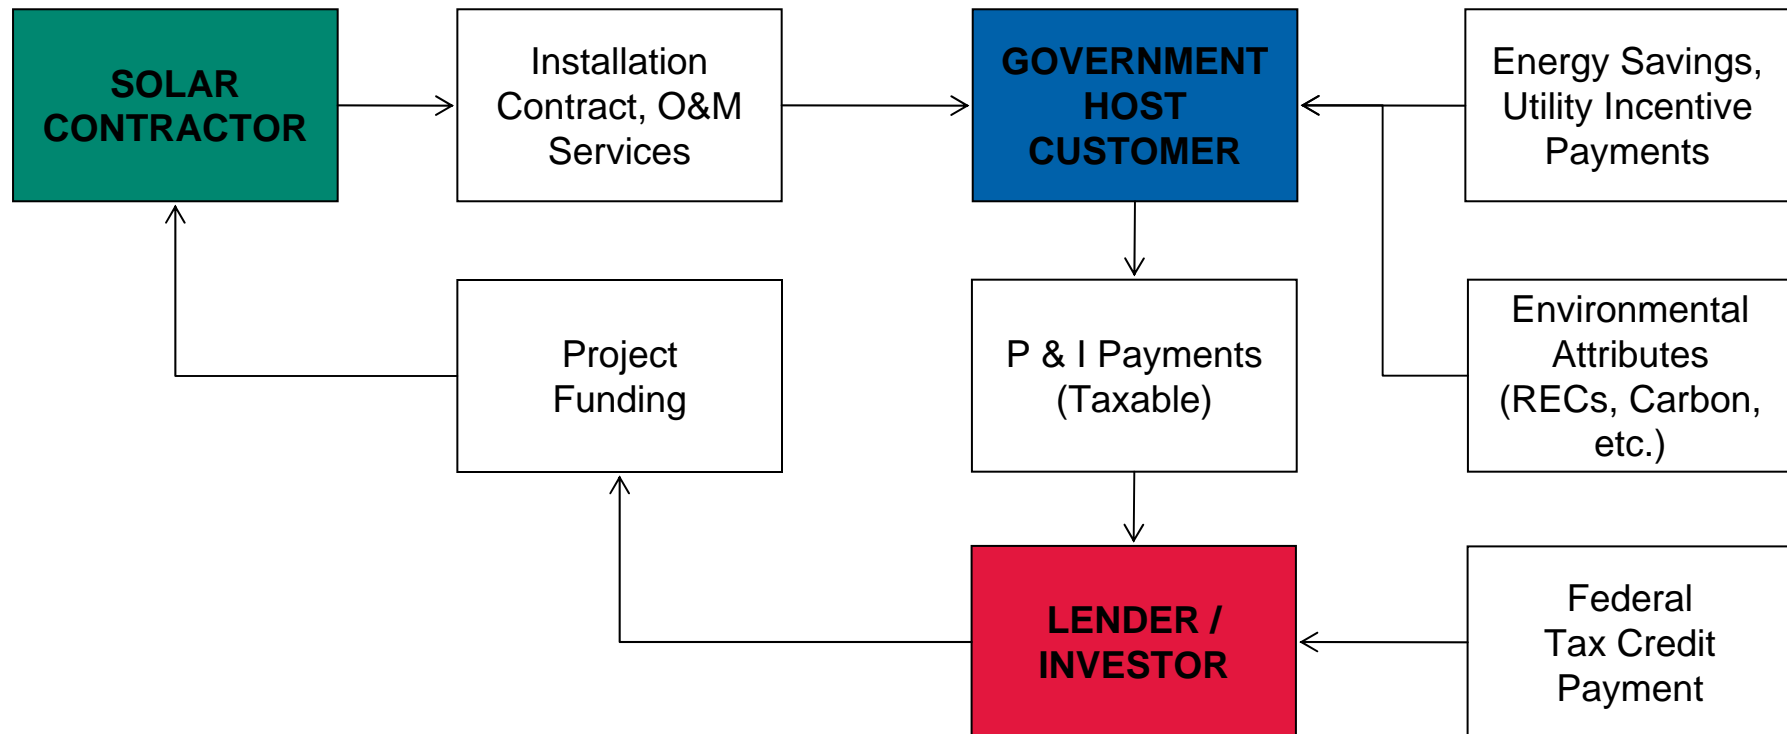 SOLAR
CONTRACTOR
Installation
Contract, O&M
Services
GOVERNMENT
HOST
CUSTOMER
Energy Savings,
Utility Incentive
Payments
Project
Funding
P & I Payments
(Taxable)
Environmental
Attributes
(RECs, Carbon,
etc.)
LENDER /
INVESTOR
Federal
Tax Credit
Payment